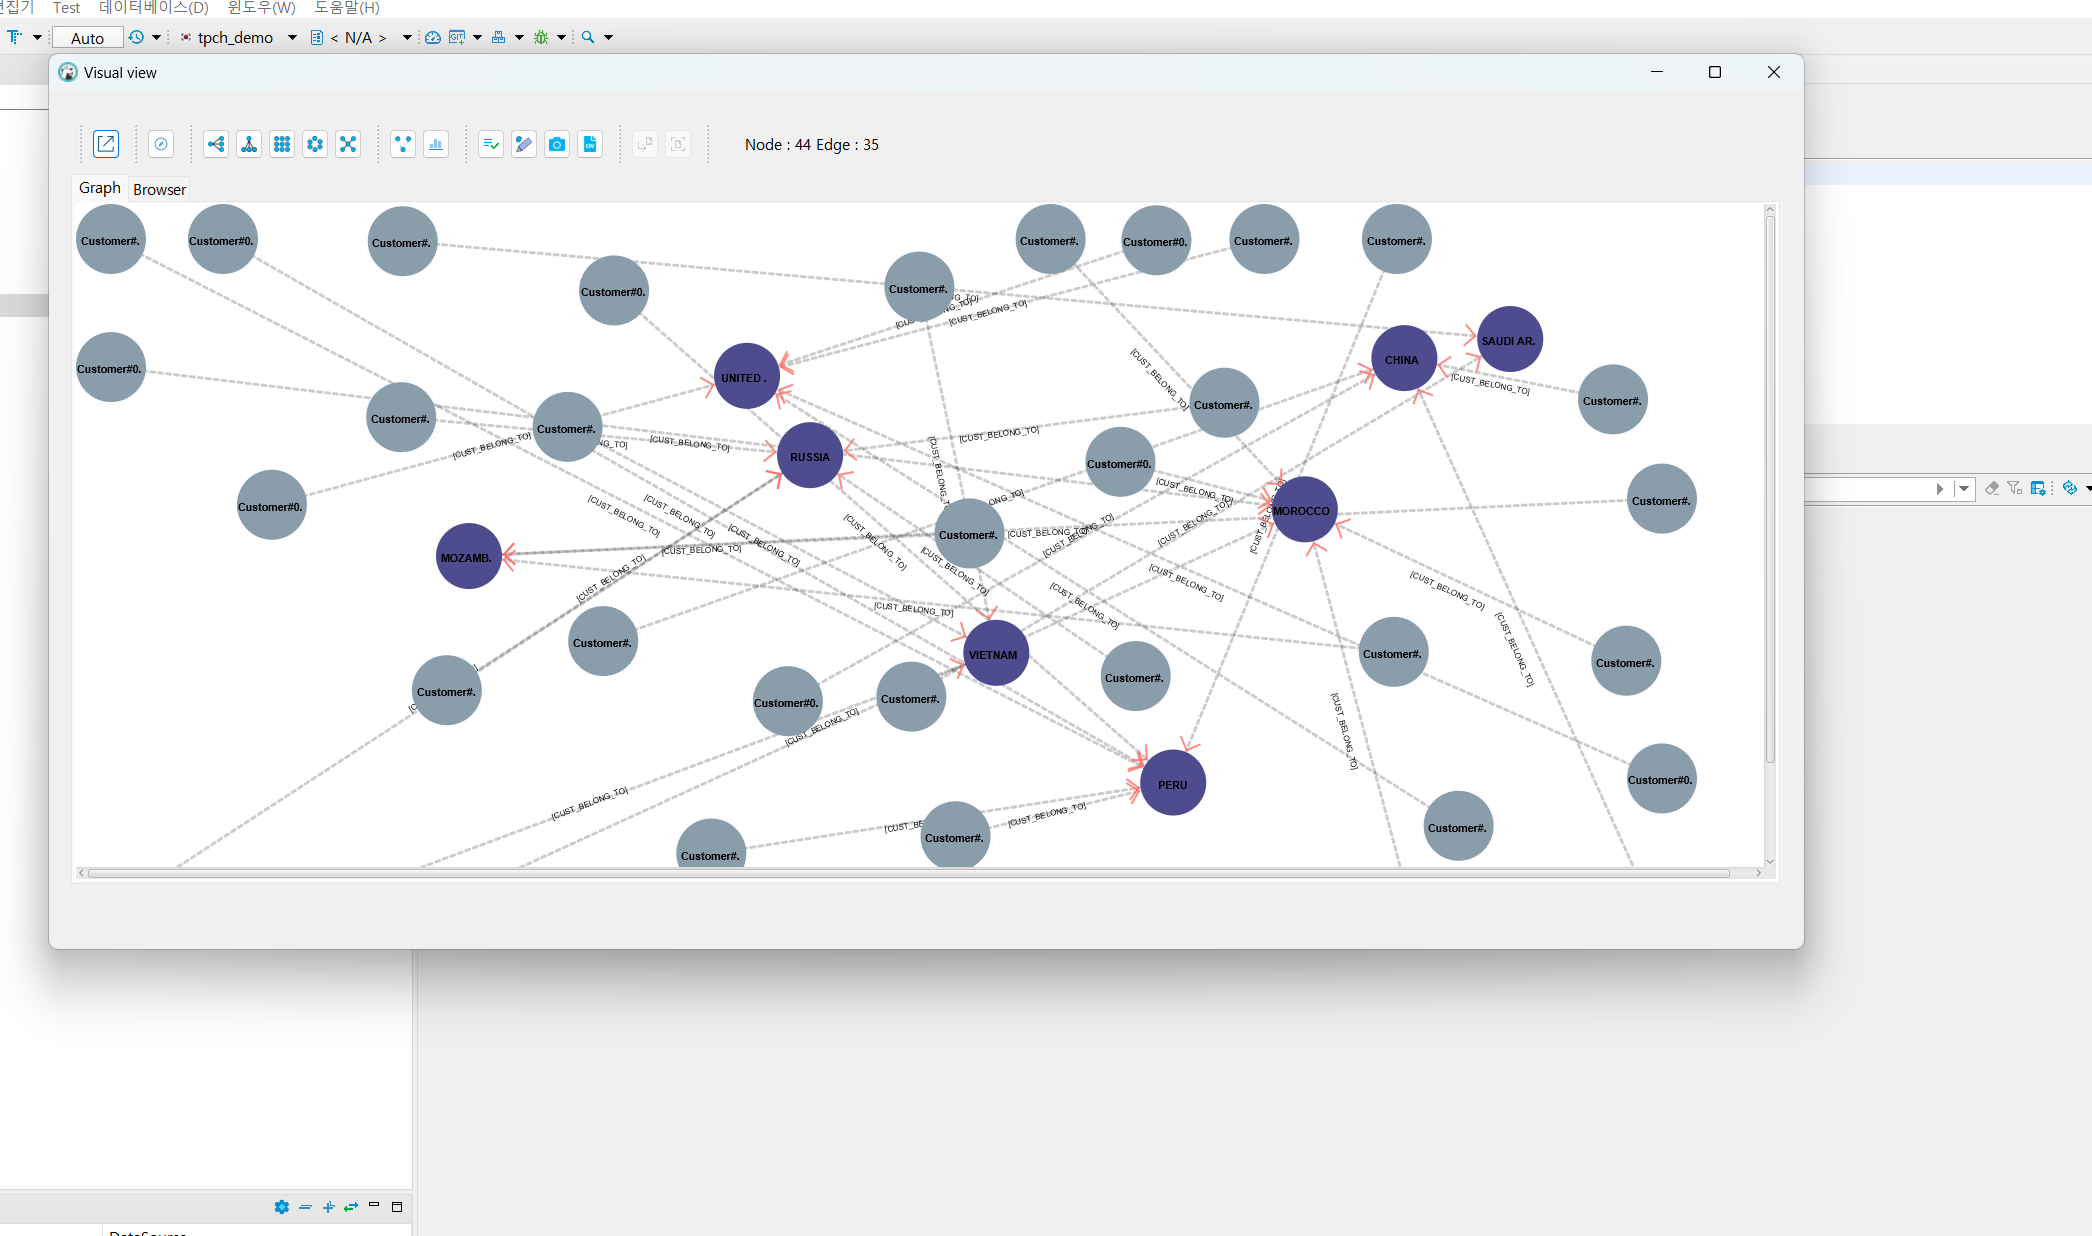 Test 데이터베이스(D) 윈도우(W) 도움말(H)
Auto tpch_demo < N/A >
Visual view
Node : 44 Edge : 35
Graph Browser
Customer#. Customer#0. Customer#. Customer#. Customer#0. Customer#. Customer#.
Customer#0. Customer#.
[CUST_BELONG_TO]
SAUDI AR.
CHINA
Customer#0.
UNITED .
[CUST_BELONG_TO]
[CUST_BELONG_TO]
Customer#.
Customer#. Customer#. Customer#.
[CUST_BELONG_TO] [CUST_BELONG_TO] [CUST_BELONG_TO]
RUSSIA
Customer#0.
[CUST_BELONG_TO]
Customer#0. MOROCCO Customer#.
[CUST_BELONG_TO] [CUST_BELONG_TO] [CUST_BELONG_TO]
[CUST_BELONG_TO] [CUST_BELONG_TO] [CUST_BELONG_TO]
Customer#. [CUST_BELONG_TO]
MOZAMB. [CUST_BELONG_TO]
[CUST_BELONG_TO] [CUST_BELONG_TO] [CUST_BELONG_TO] [CUST_BELONG_TO]
[CUST_BELONG_TO] [CUST_BELONG_TO]
Customer#. VIETNAM Customer#. Customer#.
[CUST_BELONG_TO]
Customer#. Customer#0. Customer#. Customer#.
[CUST_BELONG_TO] [CUST_BELONG_TO]
PERU Customer#0.
[CUST_BELONG_TO] [CUST_BELONG_TO]
Customer#. Customer#. Customer#.
DataSource